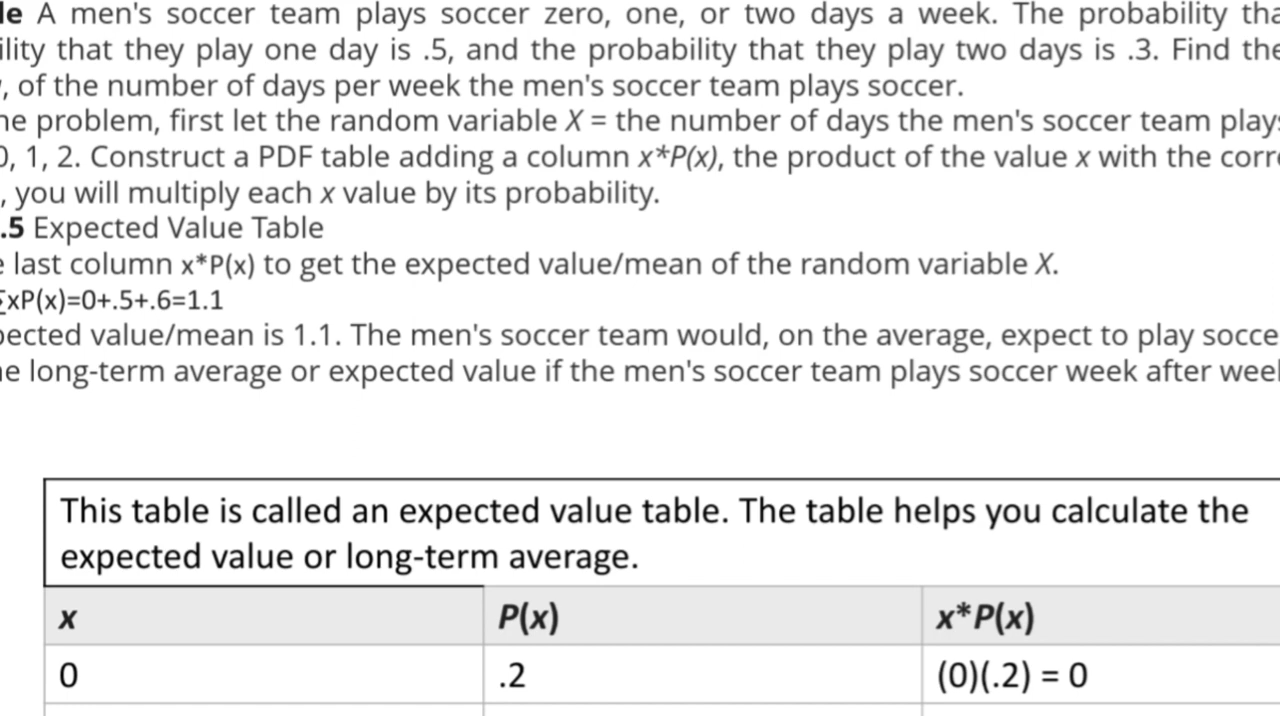 le A men's soccer team plays soccer zero, one, or two days a week. The probability tha
ility that they play one day is .5, and the probability that they play two days is .3. Find the
, of the number of days per week the men's soccer team plays soccer.
he problem, first let the random variable X = the number of days the men's soccer team plays
0, 1, 2. Construct a PDF table adding a column x*P(x), the product of the value x with the corre
, you will multiply each x value by its probability.
.5 Expected Value Table
e last column x*P(x) to get the expected value/mean of the random variable X.
∑xP(x)=0+.5+.6=1.1
pected value/mean is 1.1. The men's soccer team would, on the average, expect to play socce
he long-term average or expected value if the men's soccer team plays soccer week after week
This table is called an expected value table. The table helps you calculate the
expected value or long-term average.
x P(x) x*P(x)
0 .2 (0)(.2) = 0